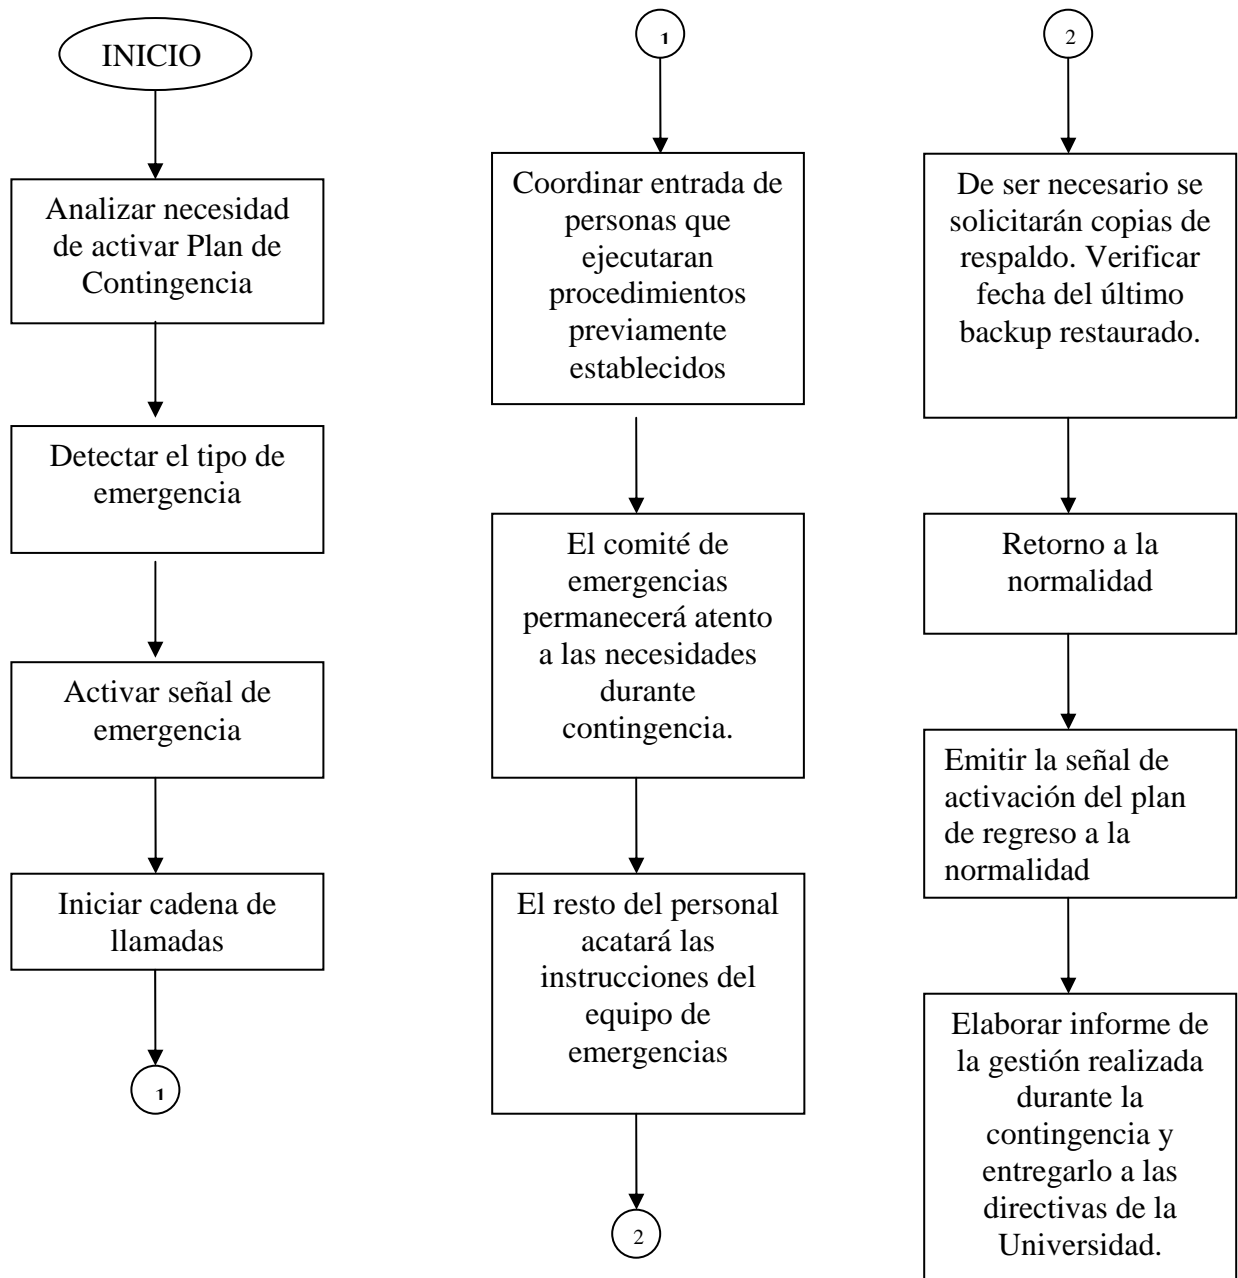 INICIO
Analizar necesidad
de activar Plan de
Contingencia
Detectar el tipo de
emergencia
Activar señal de
emergencia
Iniciar cadena de
llamadas
1
1
Coordinar entrada de
personas que
ejecutaran
procedimientos
previamente
establecidos
El comité de
emergencias
permanecerá atento
a las necesidades
durante
contingencia.
El resto del personal
acatará las
instrucciones del
equipo de
emergencias
2
2
De ser necesario se
solicitarán copias de
respaldo. Verificar
fecha del último
backup restaurado.
Retorno a la
normalidad
Emitir la señal de
activación del plan
de regreso a la
normalidad
Elaborar informe de
la gestión realizada
durante la
contingencia y
entregarlo a las
directivas de la
Universidad.